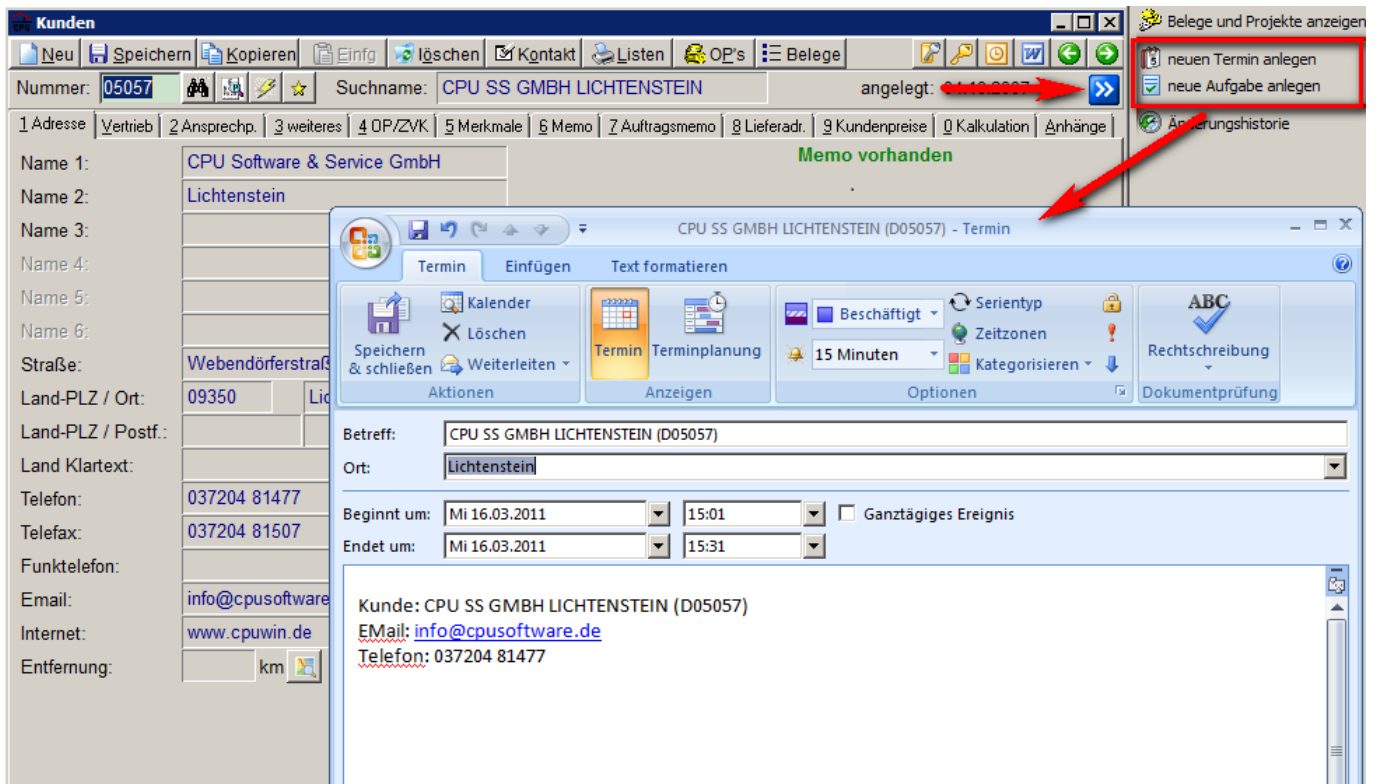 Kunden
Belege und Projekte anzeigen
Neu Speichern Kopieren Einfg löschen Kontakt Listen OP's Belege
neuen Termin anlegen
Nummer: 05057 Suchname: CPU SS GMBH LICHTENSTEIN angelegt:
neue Aufgabe anlegen
1 Adresse Vertrieb 2 Ansprechp. 3 weiteres 4 OP/ZVK 5 Merkmale 6 Memo 7 Auftragsmemo 8 Lieferadr. 9 Kundenpreise 0 Kalkulation Anhänge
Änderungshistorie
Name 1: CPU Software & Service GmbH
Memo vorhanden
Name 2: Lichtenstein
Name 3:
Name 4:
Name 5:
Name 6:
Straße: Webendörferstraß
Land-PLZ / Ort: 09350 Lic
Land-PLZ / Postf.:
Land Klartext:
Telefon: 037204 81477
Telefax: 037204 81507
Funktelefon:
Email: info@cpusoftware
Internet: www.cpuwin.de
Entfernung: km
CPU SS GMBH LICHTENSTEIN (D05057) - Termin
Termin Einfügen Text formatieren
Speichern & schließen
Kalender
Löschen
Weiterleiten
Aktionen
Termin Terminplanung
Anzeigen
Beschäftigt
15 Minuten
Serientyp
Zeitzonen
Kategorisieren
Optionen
ABC
Rechtschreibung
Dokumentprüfung
Betreff: CPU SS GMBH LICHTENSTEIN (D05057)
Ort: Lichtenstein
Beginnt um: Mi 16.03.2011 15:01 Ganztägiges Ereignis
Endet um: Mi 16.03.2011 15:31
Kunde: CPU SS GMBH LICHTENSTEIN (D05057)
EMail: info@cpusoftware.de
Telefon: 037204 81477